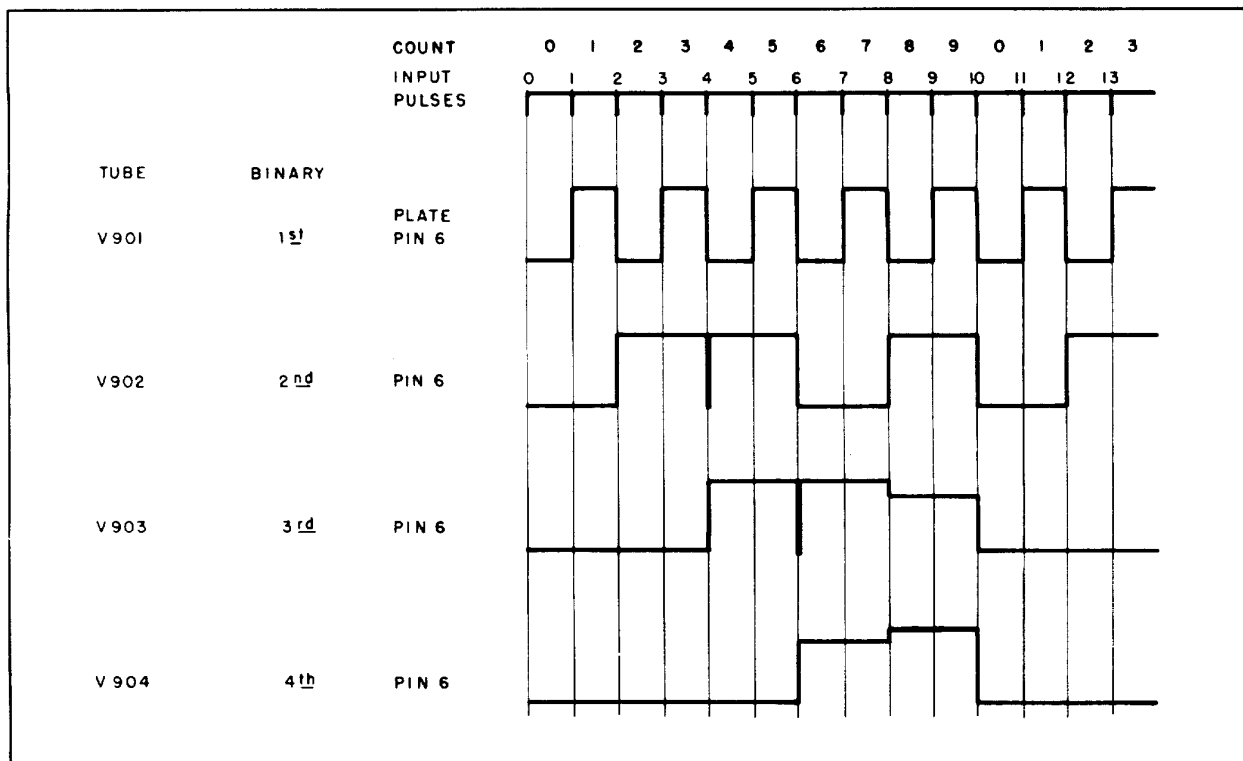 COUNT 0 1 2 3 4 5 6 7 8 9 0 1 2 3
INPUT PULSES 0 1 2 3 4 5 6 7 8 9 10 11 12 13
TUBE BINARY
PLATE
V901 1st PIN 6
V902 2nd PIN 6
V903 3rd PIN 6
V904 4th PIN 6